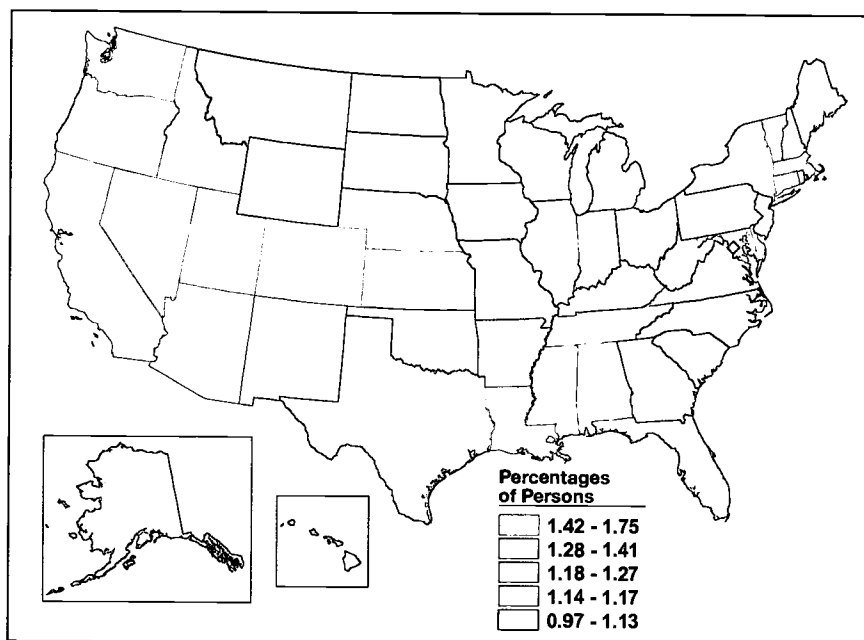 Percentages
of Persons
1.42 - 1.75
1.28 - 1.41
1.18 - 1.27
1.14 - 1.17
0.97 - 1.13